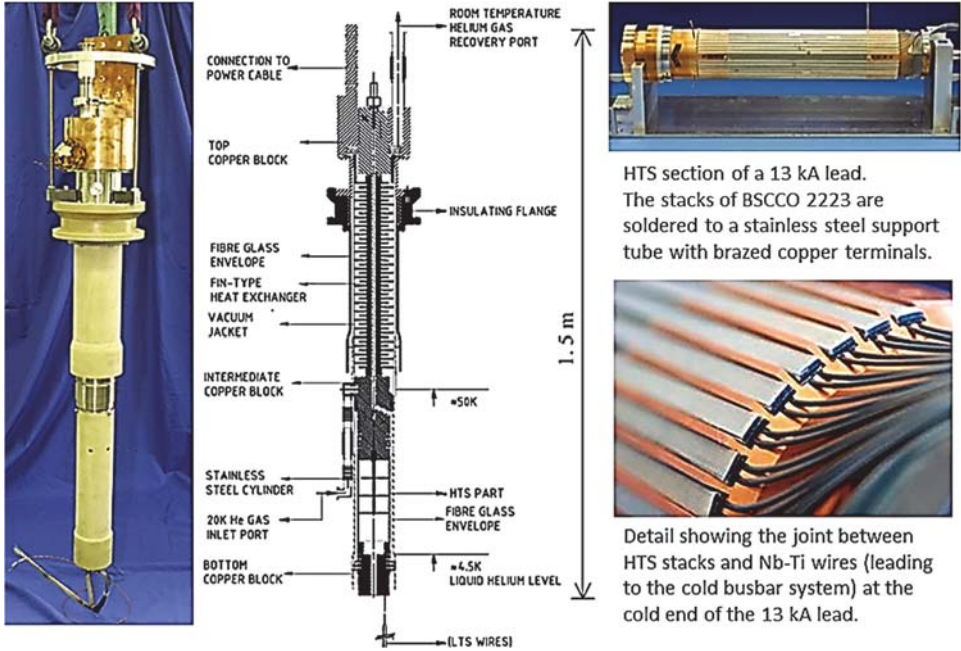 ROOM TEMPERATURE
HELIUM GAS
RECOVERY PORT
CONNECTION TO
POWER CABLE
TOP
COPPER BLOCK
INSULATING FLANGE
FIBRE GLASS
ENVELOPE
FIN-TYPE
HEAT EXCHANGER
VACUUM
JACKET
1.5 m
INTERMEDIATE
COPPER BLOCK
≈50K
STAINLESS
STEEL CYLINDER
HTS PART
20K He GAS
INLET PORT
FIBRE GLASS
ENVELOPE
BOTTOM
COPPER BLOCK
≈4.5K
LIQUID HELIUM LEVEL
(LTS WIRES)
HTS section of a 13 kA lead.
The stacks of BSCCO 2223 are
soldered to a stainless steel support
tube with brazed copper terminals.
Detail showing the joint between
HTS stacks and Nb-Ti wires (leading
to the cold busbar system) at the
cold end of the 13 kA lead.